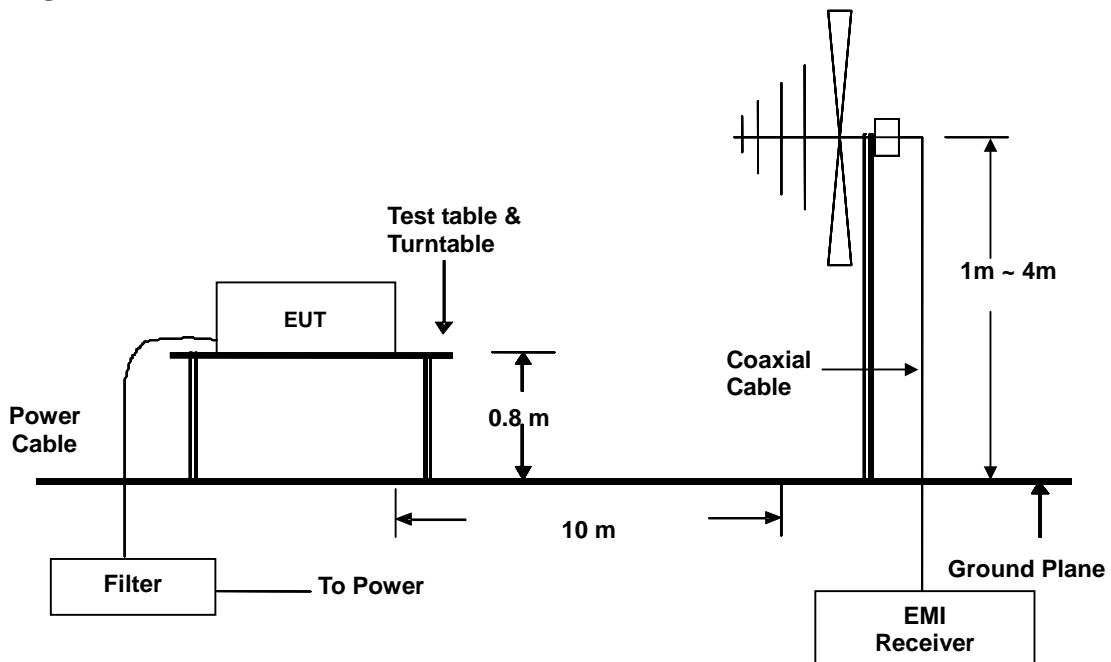 Test table &
Turntable
EUT
1m ~ 4m
Coaxial
Cable
0.8 m
Power
Cable
10 m
Filter
To Power
Ground Plane
EMI
Receiver